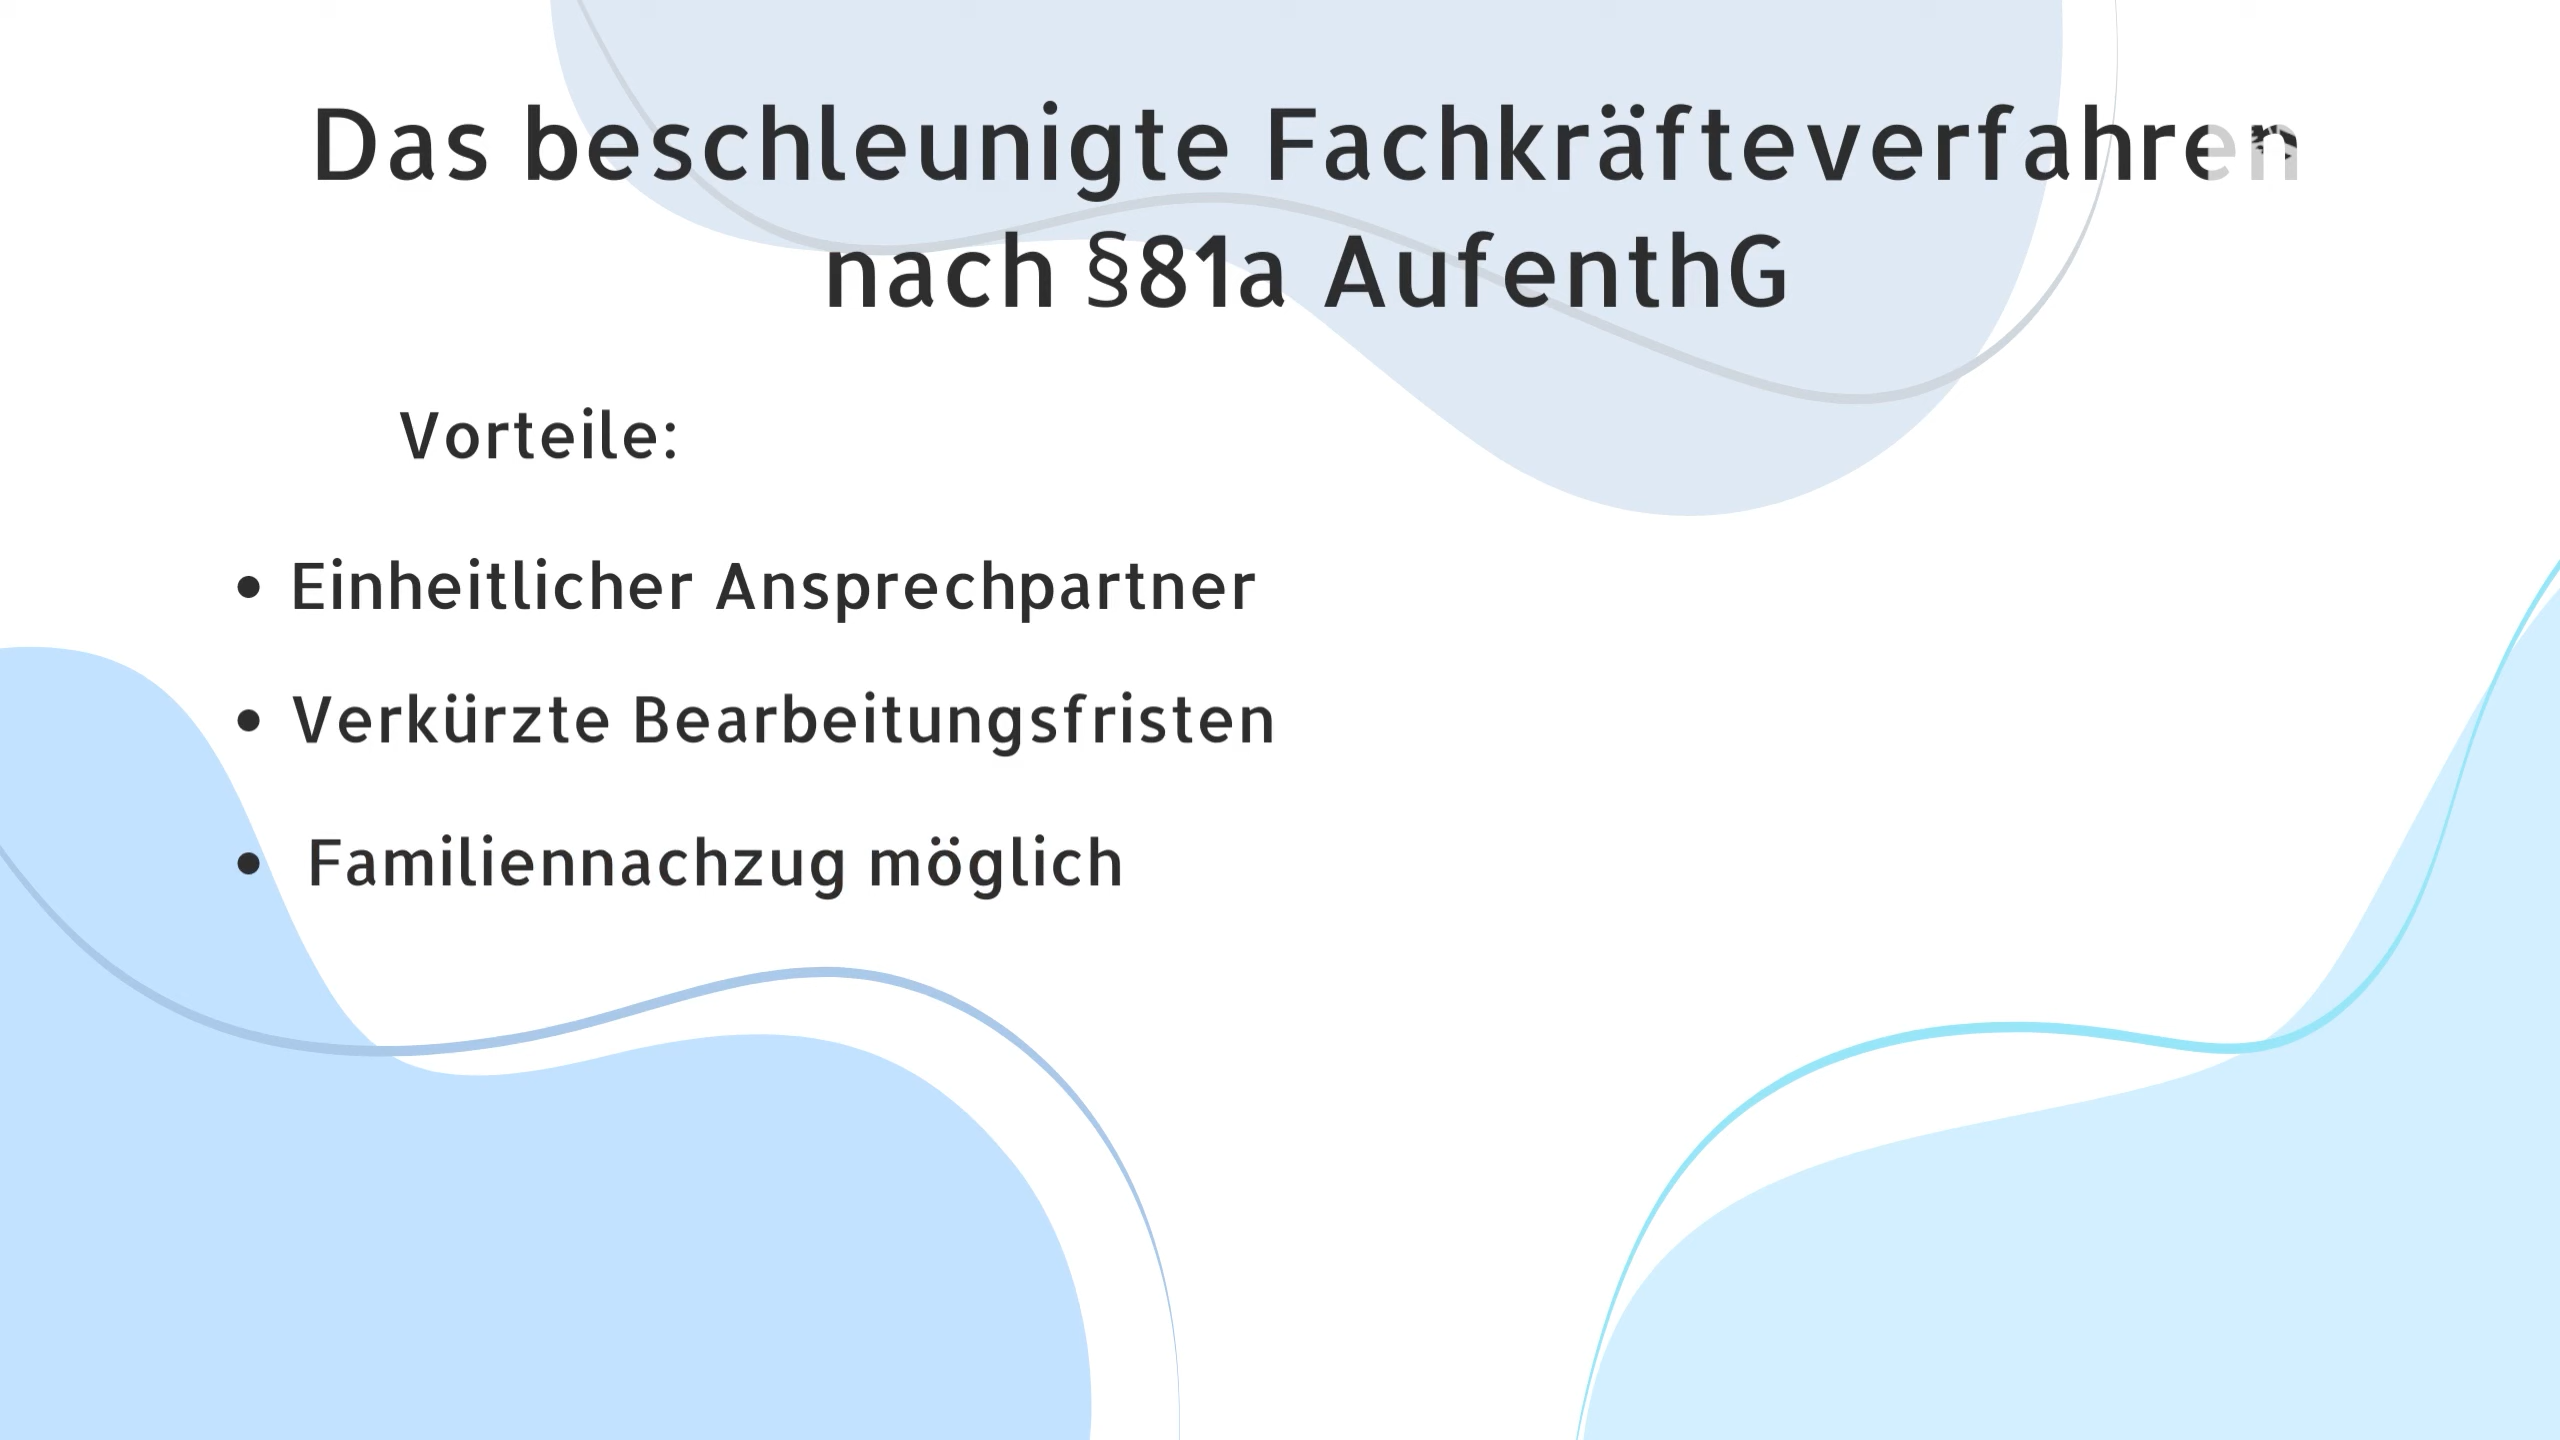 Das beschleunigte Fachkräfteverfahren
nach §81a AufenthG
Vorteile:
• Einheitlicher Ansprechpartner
• Verkürzte Bearbeitungsfristen
• Familiennachzug möglich